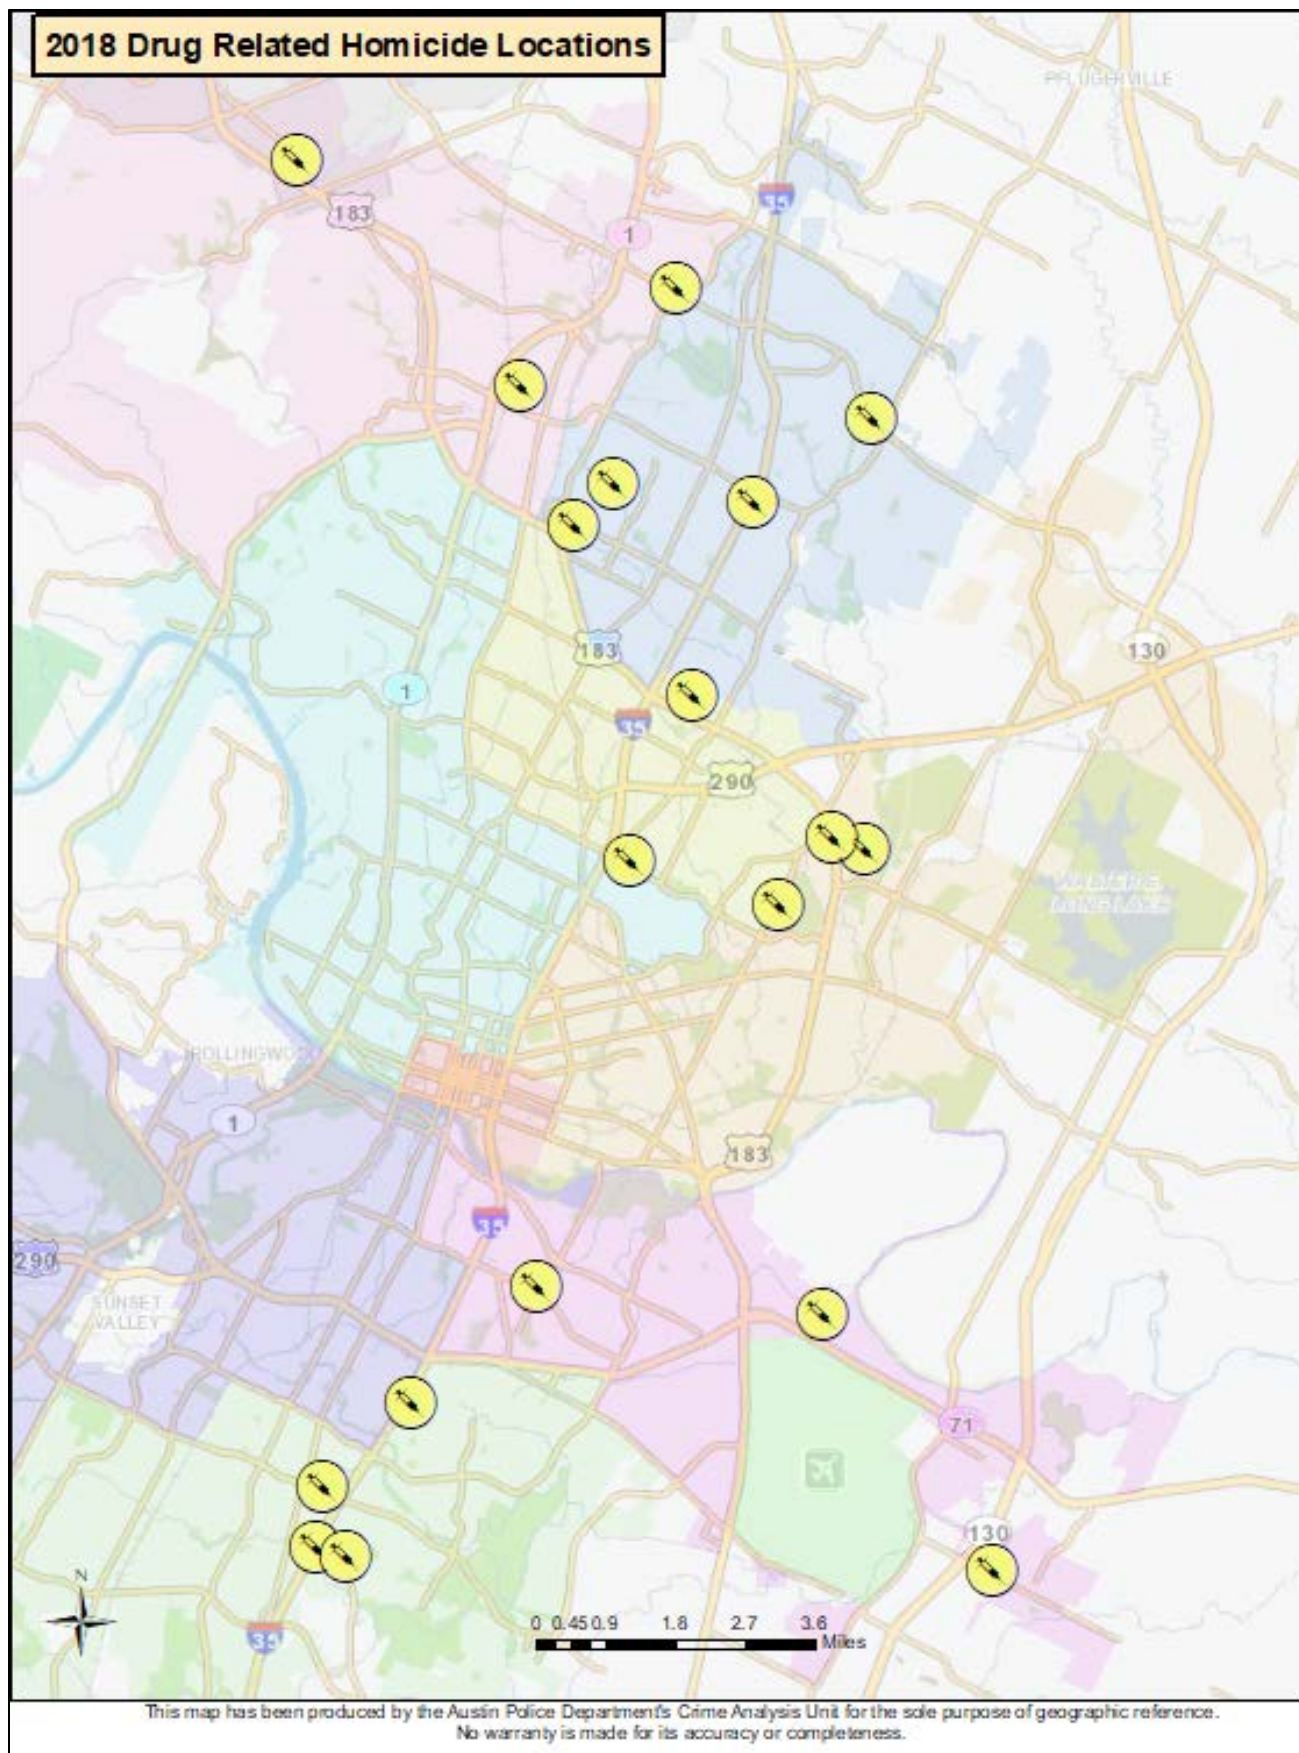 2018 Drug Related Homicide Locations
PFLUGERVILLE
183
35
1
183
130
1
35
290
WALTER E.
LONG LAKE
ROLLINGWOOD
1
183
35
290
SUNSET
VALLEY
71
130
N
0 0.45 0.9 1.8 2.7 3.6
Miles
35
This map has been produced by the Austin Police Department's Crime Analysis Unit for the sole purpose of geographic reference.
No warranty is made for its accuracy or completeness.